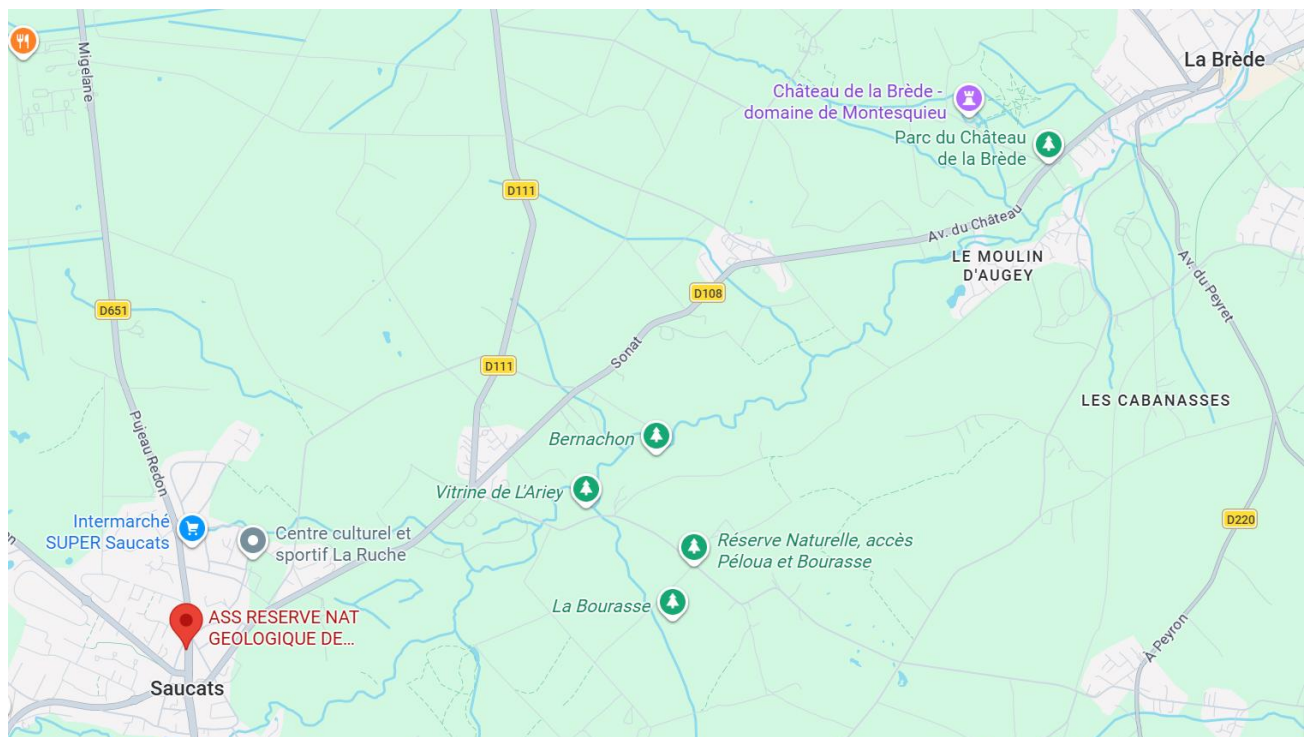 Migelane
La Brède
Château de la Brède -
domaine de Montesquieu
Parc du Château
de la Brède
D111
Av. du Château
LE MOULIN
D'AUGEY
Av. du Peyret
D108
D651
Sonat
D111
LES CABANASSES
Pujeau Redon
Bernachon
Vitrine de L'Ariey
Intermarché
SUPER Saucats
Centre culturel et
sportif La Ruche
D220
Réserve Naturelle, accès
Péloua et Bourasse
La Bourasse
ASS RESERVE NAT
GEOLOGIQUE DE...
À Peyron
Saucats